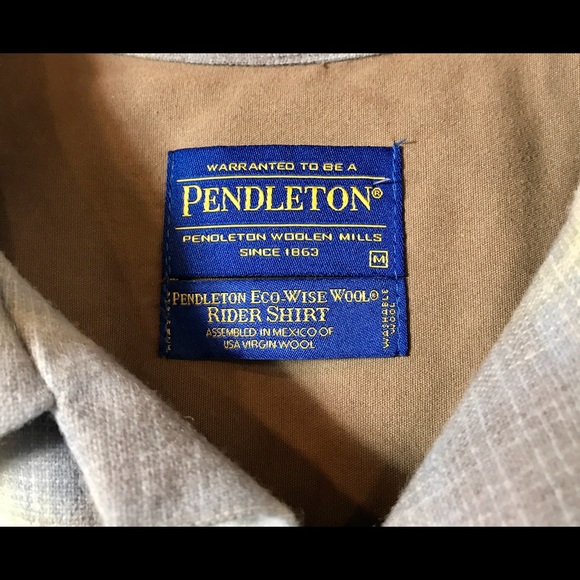 WARRANTED TO BE A
PENDLETON®
PENDLETON WOOLEN MILLS
SINCE 1863
M
PENDLETON ECO-WISE WOOL®
RIDER SHIRT
ASSEMBLED IN MEXICO OF
USA VIRGIN WOOL
WASHABLE
WOOL